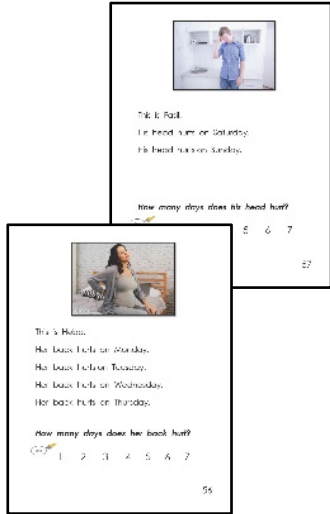 This is Fasil.
His head hurts on Saturday.
His head hurts on Sunday.
How many days does his head hurt?
5 6 7
57
This is
Her back hurts on Monday.
Her back hurts on Tuesday.
Her back hurts on Wednesday.
Her back hurts on Thursday.
How many days does her back hurt?
1 2 3 4 5 6 7
56